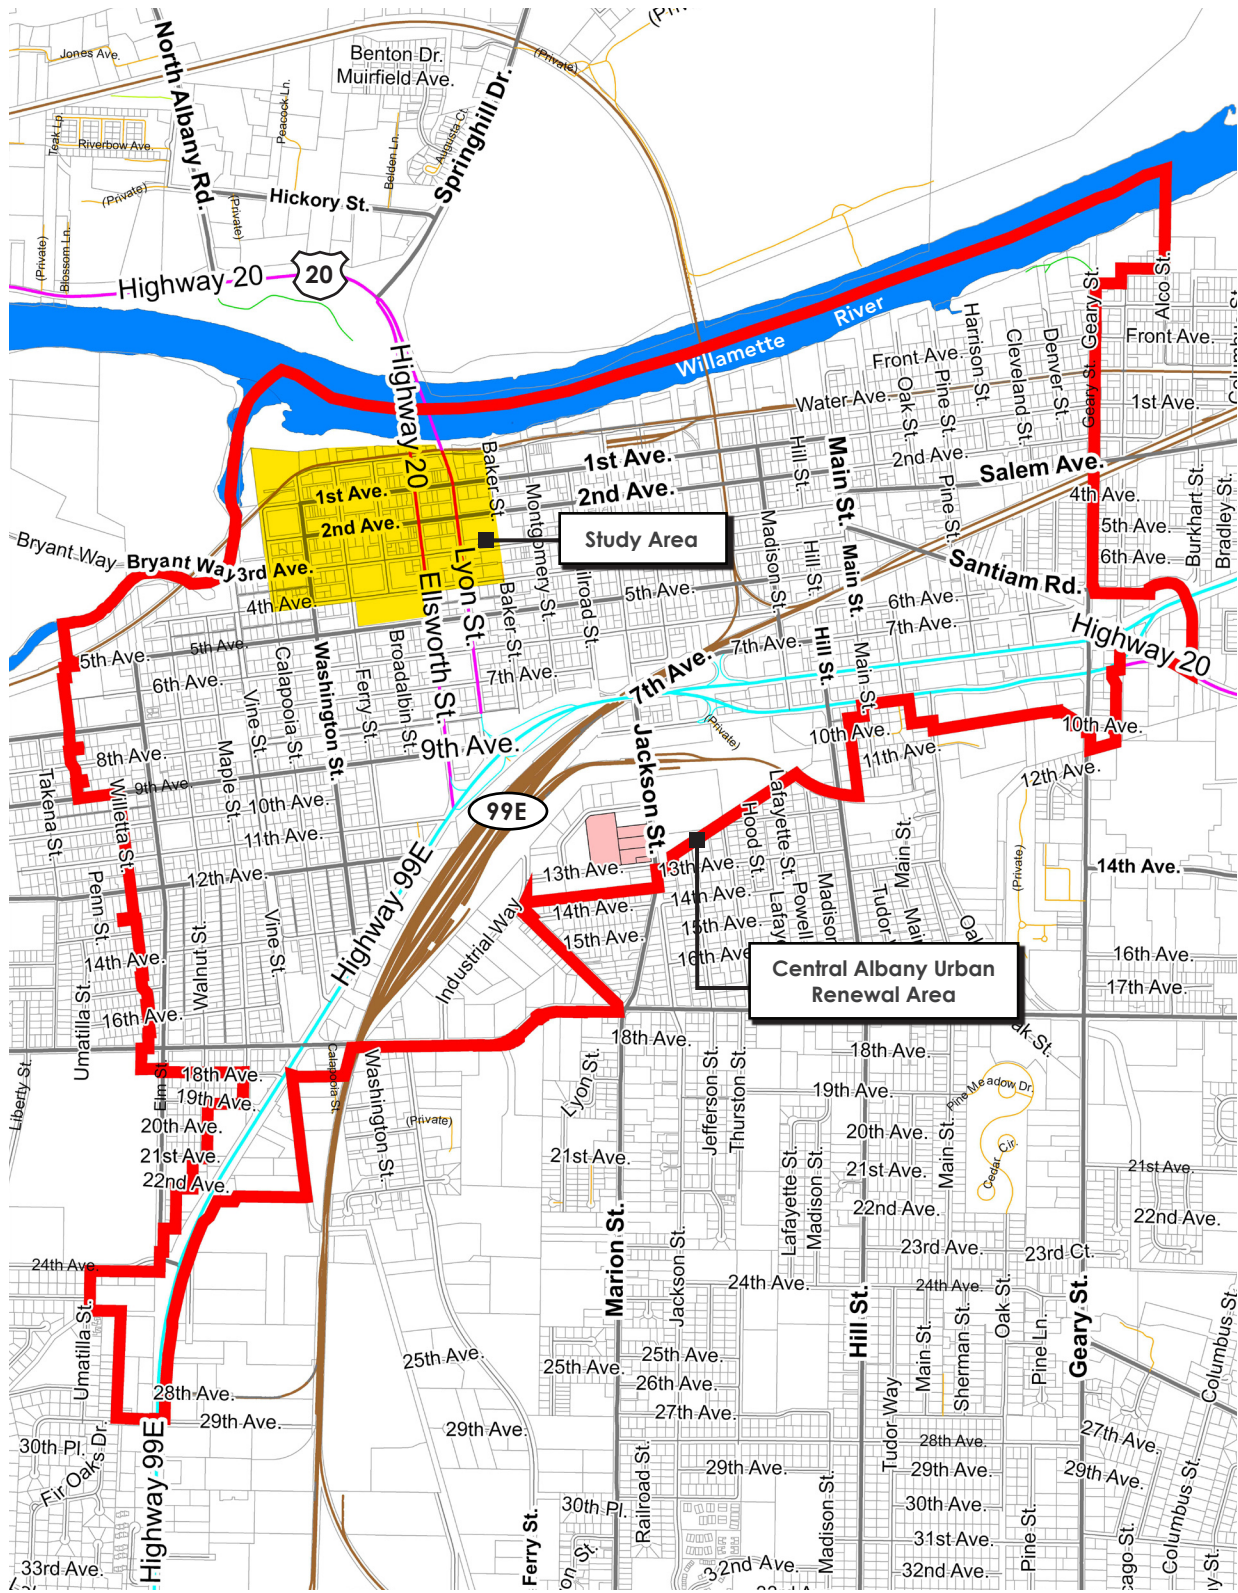 Jones Ave.
North Albany Rd.
Benton Dr.
Muirfield Ave.
(Private)
Springhill Dr.
Teak Lp.
Riverbow Ave.
Peacock Ln.
Belden Ln.
Augusta Ct.
(Private)
(Private)
Hickory St.
(Private)
Blossom Ln.
Highway 20
20
Highway 20
Willamette
River
Geary St.
Alco St.
Front Ave.
Front Ave.
Harrison St.
Cleveland St.
Denver St.
Geary St.
Water Ave.
Oak St.
Pine St.
1st Ave.
1st Ave.
2nd Ave.
1st Ave.
2nd Ave.
Baker St.
Hill St.
Main St.
2nd Ave.
Salem Ave.
Pine St.
4th Ave.
5th Ave.
6th Ave.
Burkhart St.
Bradley St.
Montgomery St.
Study Area
Madison St.
Hill St.
Main St.
Santiam Rd.
Bryant Way
Bryant Way
3rd Ave.
4th Ave.
Lyon St.
Ellsworth St.
Baker St.
5th Ave.
6th Ave.
7th Ave.
Highway 20
5th Ave.
5th Ave.
6th Ave.
Vine St.
Calapooia St.
Washington St.
Ferry St.
Broadalbin St.
7th Ave.
7th Ave.
7th Ave.
Hill St.
Main St.
(Private)
10th Ave.
11th Ave.
10th Ave.
12th Ave.
8th Ave.
9th Ave.
9th Ave.
10th Ave.
11th Ave.
12th Ave.
Takena St.
Willetta St.
Maple St.
Jackson St.
99E
Highway 99E
Lafayette St.
Hood St.
Main St.
(Private)
14th Ave.
13th Ave.
13th Ave.
14th Ave.
14th Ave.
15th Ave.
15th Ave.
16th Ave.
Powell
Madison
Penn St.
Vine St.
Walnut St.
14th Ave.
16th Ave.
Umatilla St.
Industrial Way
Central Albany Urban
Renewal Area
16th Ave.
17th Ave.
18th Ave.
18th Ave.
Liberty St.
Elm St.
18th Ave.
19th Ave.
20th Ave.
21st Ave.
22nd Ave.
Calapooia St.
Washington St.
(Private)
Lyon St.
21st Ave.
Jefferson St.
Thurston St.
19th Ave.
20th Ave.
21st Ave.
22nd Ave.
Main St.
Pine Meadow Dr.
Cedar Cir.
21st Ave.
22nd Ave.
Lafayette St.
Madison St.
Marion St.
Jackson St.
23rd Ave.
23rd Ct.
24th Ave.
24th Ave.
24th Ave.
Umatilla St.
Hill St.
Main St.
Sherman St.
Oak St.
Pine Ln.
Geary St.
Columbus St.
25th Ave.
25th Ave.
25th Ave.
26th Ave.
27th Ave.
27th Ave.
28th Ave.
29th Ave.
29th Ave.
29th Ave.
28th Ave.
29th Ave.
29th Ave.
30th Pl.
Fir Oaks Dr.
Highway 99E
Ferry St.
30th Pl.
Railroad St.
Madison St.
Tudor Way
30th Ave.
31st Ave.
32nd Ave.
32nd Ave.
Pine St.
Columbus St.
33rd Ave.